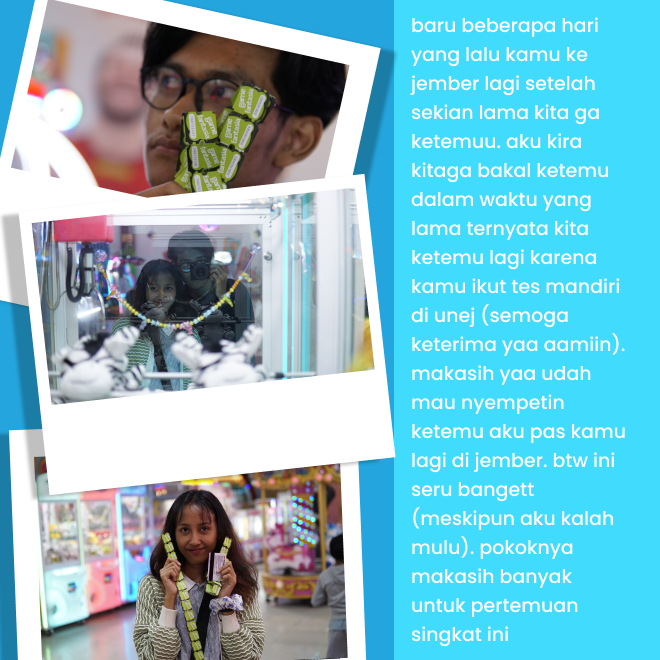 baru beberapa hari
yang lalu kamu ke
jember lagi setelah
sekian lama kita ga
ketemuu. aku kira
kitaga bakal ketemu
dalam waktu yang
lama ternyata kita
ketemu lagi karena
kamu ikut tes mandiri
di unej (semoga
keterima yaa aamiin).
makasih yaa udah
mau nyempetin
ketemu aku pas kamu
lagi di jember. btw ini
seru bangett
(meskipun aku kalah
mulu). pokoknya
makasih banyak
untuk pertemuan
singkat ini